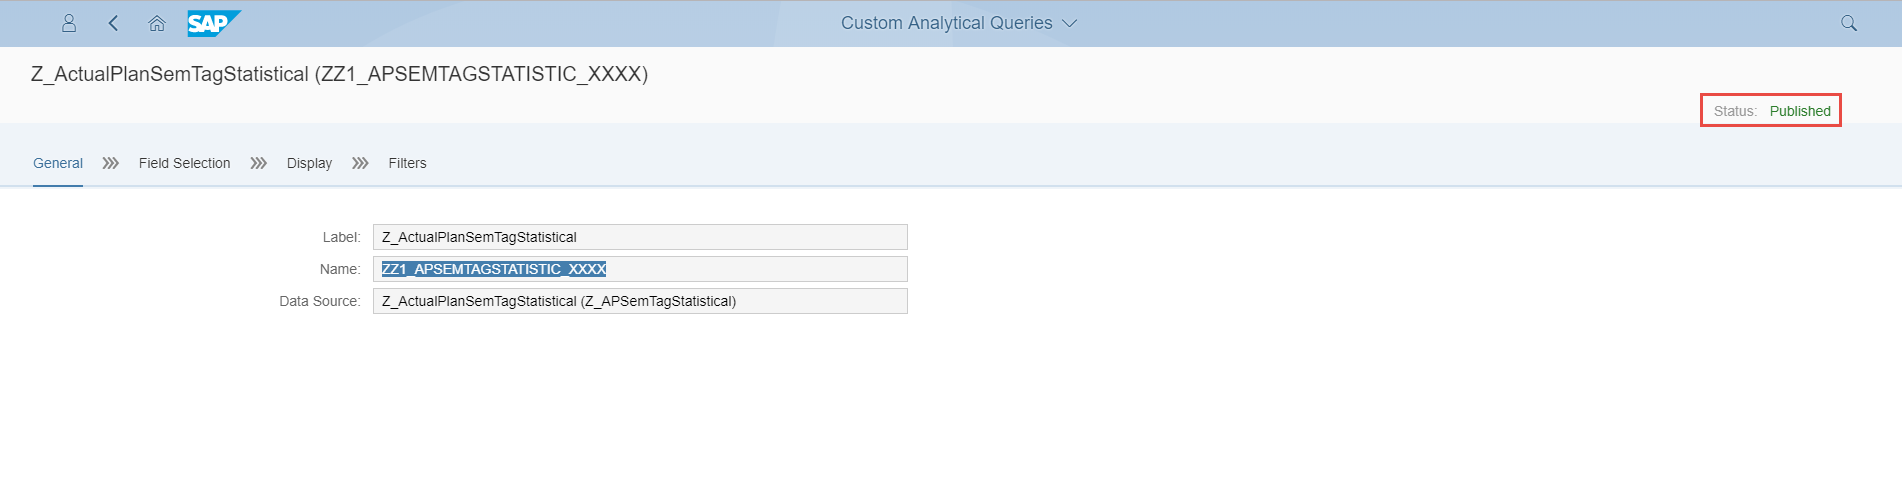 SAP Custom Analytical Queries
Z_ActualPlanSemTagStatistical (ZZ1_APSEMTAGSTATISTIC_XXXX)
Status: Published
General Field Selection Display Filters
Label: Z_ActualPlanSemTagStatistical
Name: ZZ1_APSEMTAGSTATISTIC_XXXX
Data Source: Z_ActualPlanSemTagStatistical (Z_APSemTagStatistical)